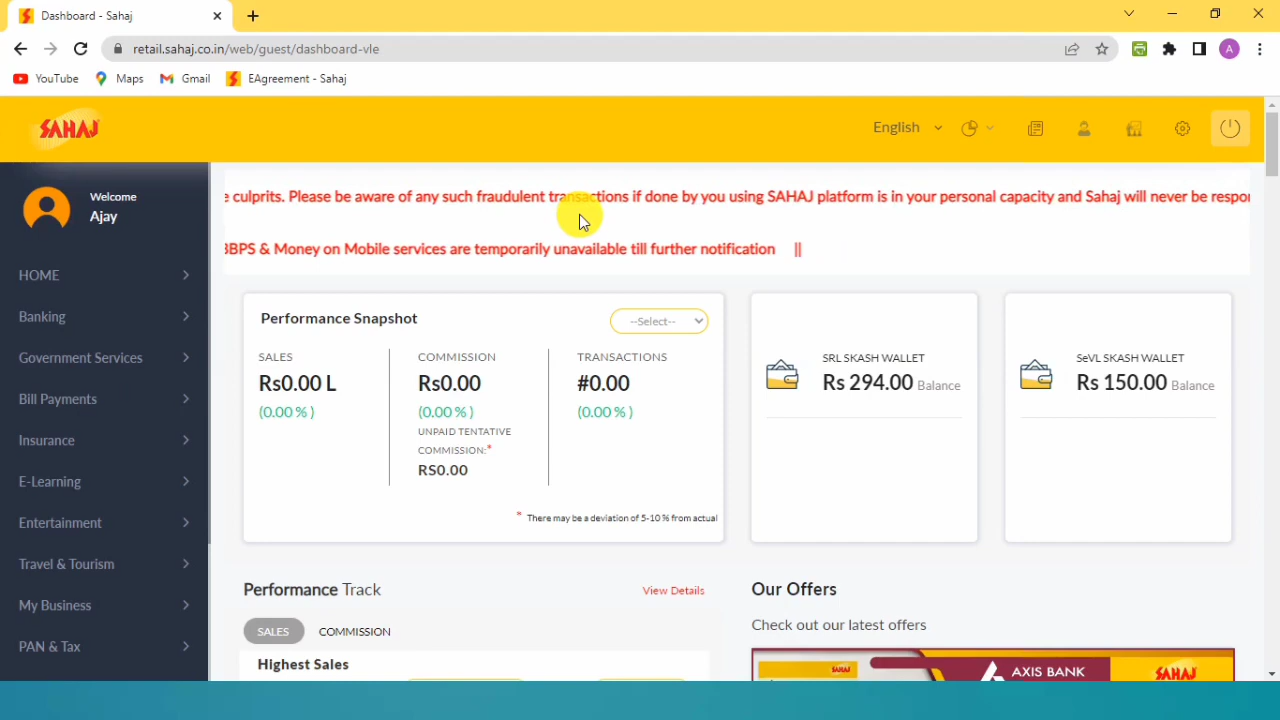 Dashboard - Sahaj
retail.sahaj.co.in/web/guest/dashboard-vle
A
YouTube Maps Gmail EAgreement - Sahaj
SAHAJ
English
Welcome
Ajay
HOME
Banking
Government Services
Bill Payments
Insurance
E-Learning
Entertainment
Travel & Tourism
My Business
PAN & Tax
e culprits. Please be aware of any such fraudulent transactions if done by you using SAHAJ platform is in your personal capacity and Sahaj will never be respon
BBPS & Money on Mobile services are temporarily unavailable till further notification ||
Performance Snapshot
--Select--
SALES
Rs0.00 L
(0.00 % )
COMMISSION
Rs0.00
(0.00 % )
UNPAID TENTATIVE
COMMISSION:*
RS0.00
TRANSACTIONS
#0.00
(0.00 % )
* There may be a deviation of 5-10 % from actual
SRL SKASH WALLET
Rs 294.00 Balance
SeVL SKASH WALLET
Rs 150.00 Balance
Performance Track
View Details
SALES COMMISSION
Highest Sales
Our Offers
Check out our latest offers
SAHAJ
AXIS BANK
SAHAJ